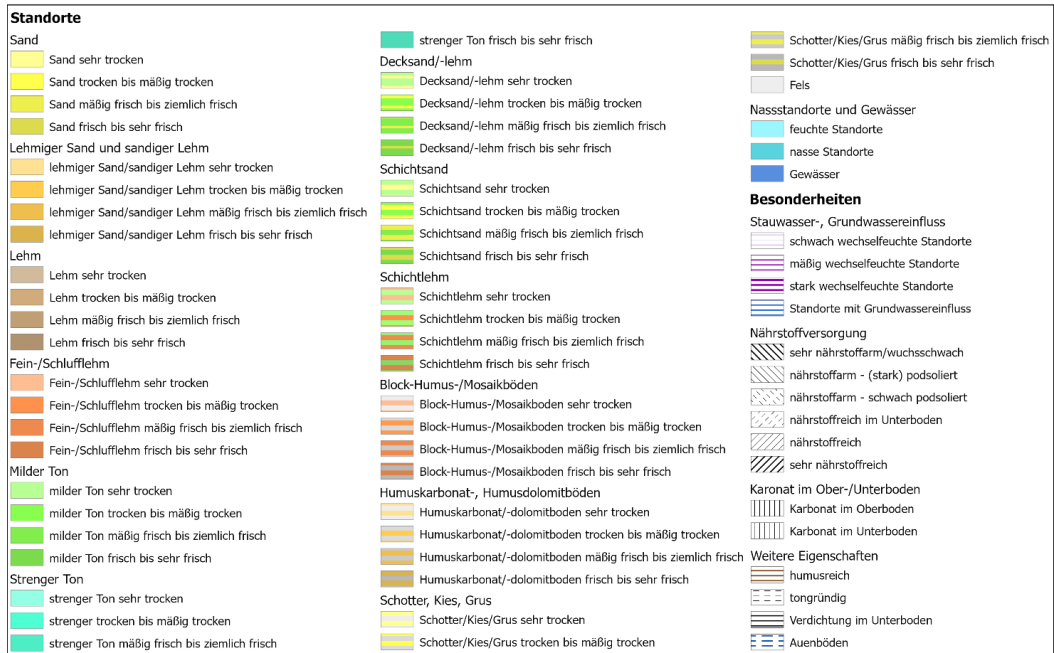 Standorte
Sand
Sand sehr trocken
Sand trocken bis mäßig trocken
Sand mäßig frisch bis ziemlich frisch
Sand frisch bis sehr frisch
Lehmiger Sand und sandiger Lehm
lehmiger Sand/sandiger Lehm sehr trocken
lehmiger Sand/sandiger Lehm trocken bis mäßig trocken
lehmiger Sand/sandiger Lehm mäßig frisch bis ziemlich frisch
lehmiger Sand/sandiger Lehm frisch bis sehr frisch
Lehm
Lehm sehr trocken
Lehm trocken bis mäßig trocken
Lehm mäßig frisch bis ziemlich frisch
Lehm frisch bis sehr frisch
Fein-/Schlufflehm
Fein-/Schlufflehm sehr trocken
Fein-/Schlufflehm trocken bis mäßig trocken
Fein-/Schlufflehm mäßig frisch bis ziemlich frisch
Fein-/Schlufflehm frisch bis sehr frisch
Milder Ton
milder Ton sehr trocken
milder Ton trocken bis mäßig trocken
milder Ton mäßig frisch bis ziemlich frisch
milder Ton frisch bis sehr frisch
Strenger Ton
strenger Ton sehr trocken
strenger trocken bis mäßig trocken
strenger Ton mäßig frisch bis ziemlich frisch
strenger Ton frisch bis sehr frisch
Decksand/-lehm
Decksand/-lehm sehr trocken
Decksand/-lehm trocken bis mäßig trocken
Decksand/-lehm mäßig frisch bis ziemlich frisch
Decksand/-lehm frisch bis sehr frisch
Schichtsand
Schichtsand sehr trocken
Schichtsand trocken bis mäßig trocken
Schichtsand mäßig frisch bis ziemlich frisch
Schichtsand frisch bis sehr frisch
Schichtlehm
Schichtlehm sehr trocken
Schichtlehm trocken bis mäßig trocken
Schichtlehm mäßig frisch bis ziemlich frisch
Schichtlehm frisch bis sehr frisch
Block-Humus-/Mosaikböden
Block-Humus-/Mosaikboden sehr trocken
Block-Humus-/Mosaikboden trocken bis mäßig trocken
Block-Humus-/Mosaikboden mäßig frisch bis ziemlich frisch
Block-Humus-/Mosaikboden frisch bis sehr frisch
Humuskarbonat-, Humusdolomitböden
Humuskarbonat/-dolomitboden sehr trocken
Humuskarbonat/-dolomitboden trocken bis mäßig trocken
Humuskarbonat/-dolomitboden mäßig frisch bis ziemlich frisch
Humuskarbonat/-dolomitboden frisch bis sehr frisch
Schotter, Kies, Grus
Schotter/Kies/Grus sehr trocken
Schotter/Kies/Grus trocken bis mäßig trocken
Schotter/Kies/Grus mäßig frisch bis ziemlich frisch
Schotter/Kies/Grus frisch bis sehr frisch
Fels
Nassstandorte und Gewässer
feuchte Standorte
nasse Standorte
Gewässer
Besonderheiten
Stauwasser-, Grundwassereinfluss
schwach wechselfeuchte Standorte
mäßig wechselfeuchte Standorte
stark wechselfeuchte Standorte
Standorte mit Grundwassereinfluss
Nährstoffversorgung
sehr nährstoffarm/wuchsschwach
nährstoffarm - (stark) podsoliert
nährstoffarm - schwach podsoliert
nährstoffreich im Unterboden
nährstoffreich
sehr nährstoffreich
Karonat im Ober-/Unterboden
Karbonat im Oberboden
Karbonat im Unterboden
Weitere Eigenschaften
humusreich
tongründig
Verdichtung im Unterboden
Auenböden